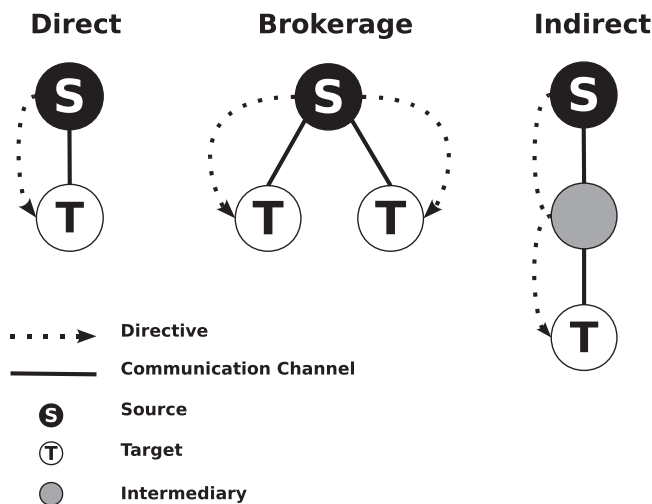 Direct
Brokerage
Indirect
S
S
S
T
T
T
T
Directive
Communication Channel
S Source
T Target
Intermediary